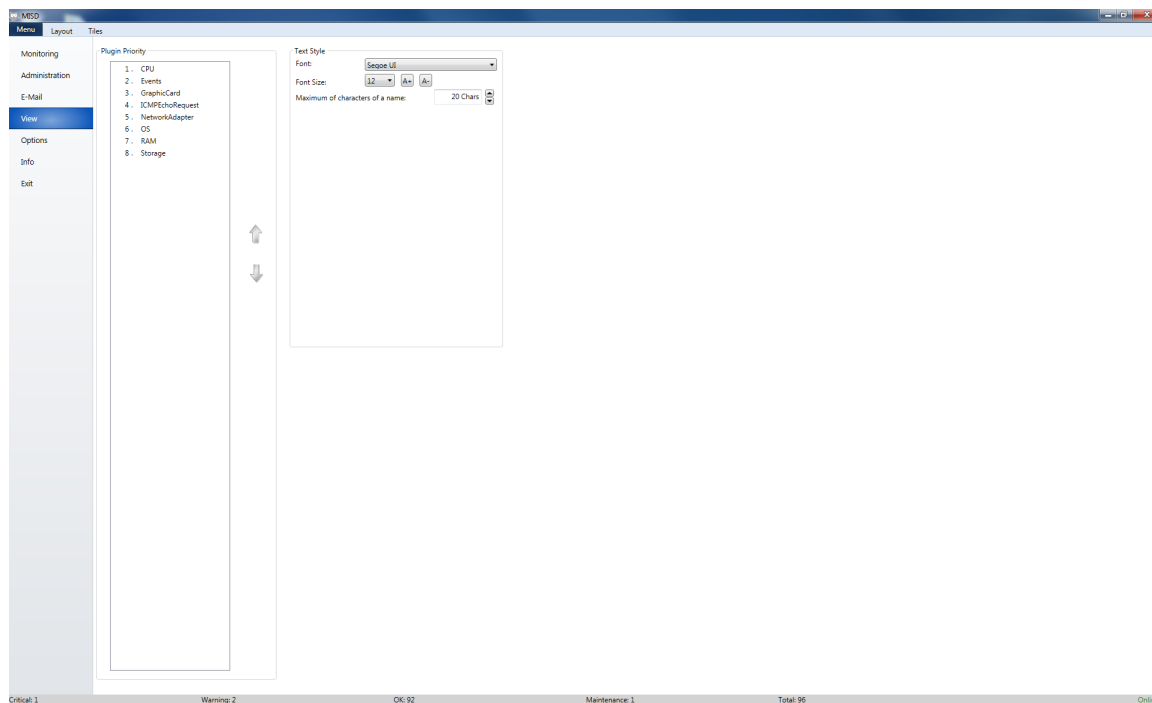 MISD
Menu Layout Tiles
Monitoring
Administration
E-Mail
View
Options
Info
Exit
Plugin Priority
1. CPU
2. Events
3. GraphicCard
4. ICMPEchoRequest
5. NetworkAdapter
6. OS
7. RAM
8. Storage
Text Style
Font: Segoe UI
Font Size: 12 A+ A-
Maximum of characters of a name: 20 Chars
Critical: 1 Warning: 2 OK: 92 Maintenance: 1 Total: 96 Onli